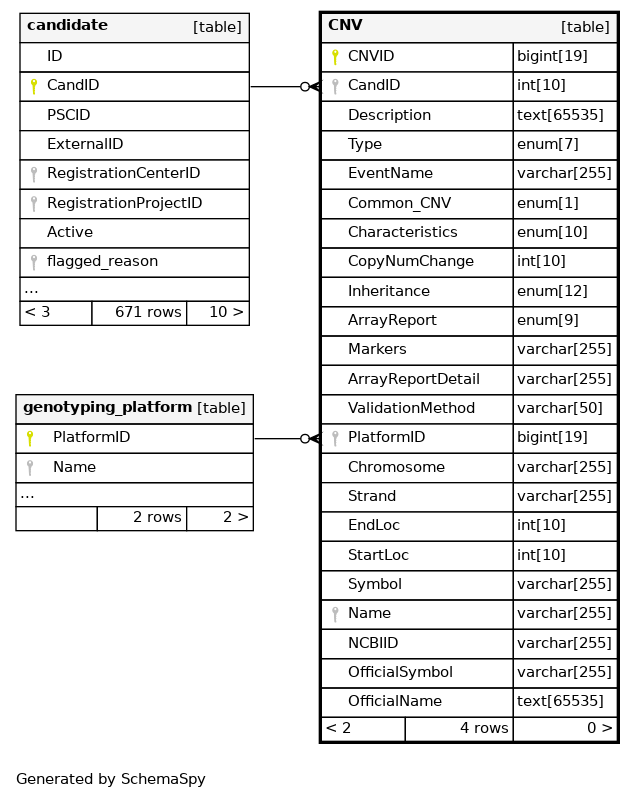 candidate [table]
ID
CandID
PSCID
ExternalID
RegistrationCenterID
RegistrationProjectID
Active
flagged_reason
...
< 3 671 rows 10 >
genotyping_platform [table]
PlatformID
Name
...
2 rows 2 >
CNV [table]
CNVID bigint[19]
CandID int[10]
Description text[65535]
Type enum[7]
EventName varchar[255]
Common_CNV enum[1]
Characteristics enum[10]
CopyNumChange int[10]
Inheritance enum[12]
ArrayReport enum[9]
Markers varchar[255]
ArrayReportDetail varchar[255]
ValidationMethod varchar[50]
PlatformID bigint[19]
Chromosome varchar[255]
Strand varchar[255]
EndLoc int[10]
StartLoc int[10]
Symbol varchar[255]
Name varchar[255]
NCBIID varchar[255]
OfficialSymbol varchar[255]
OfficialName text[65535]
< 2 4 rows 0 >
Generated by SchemaSpy